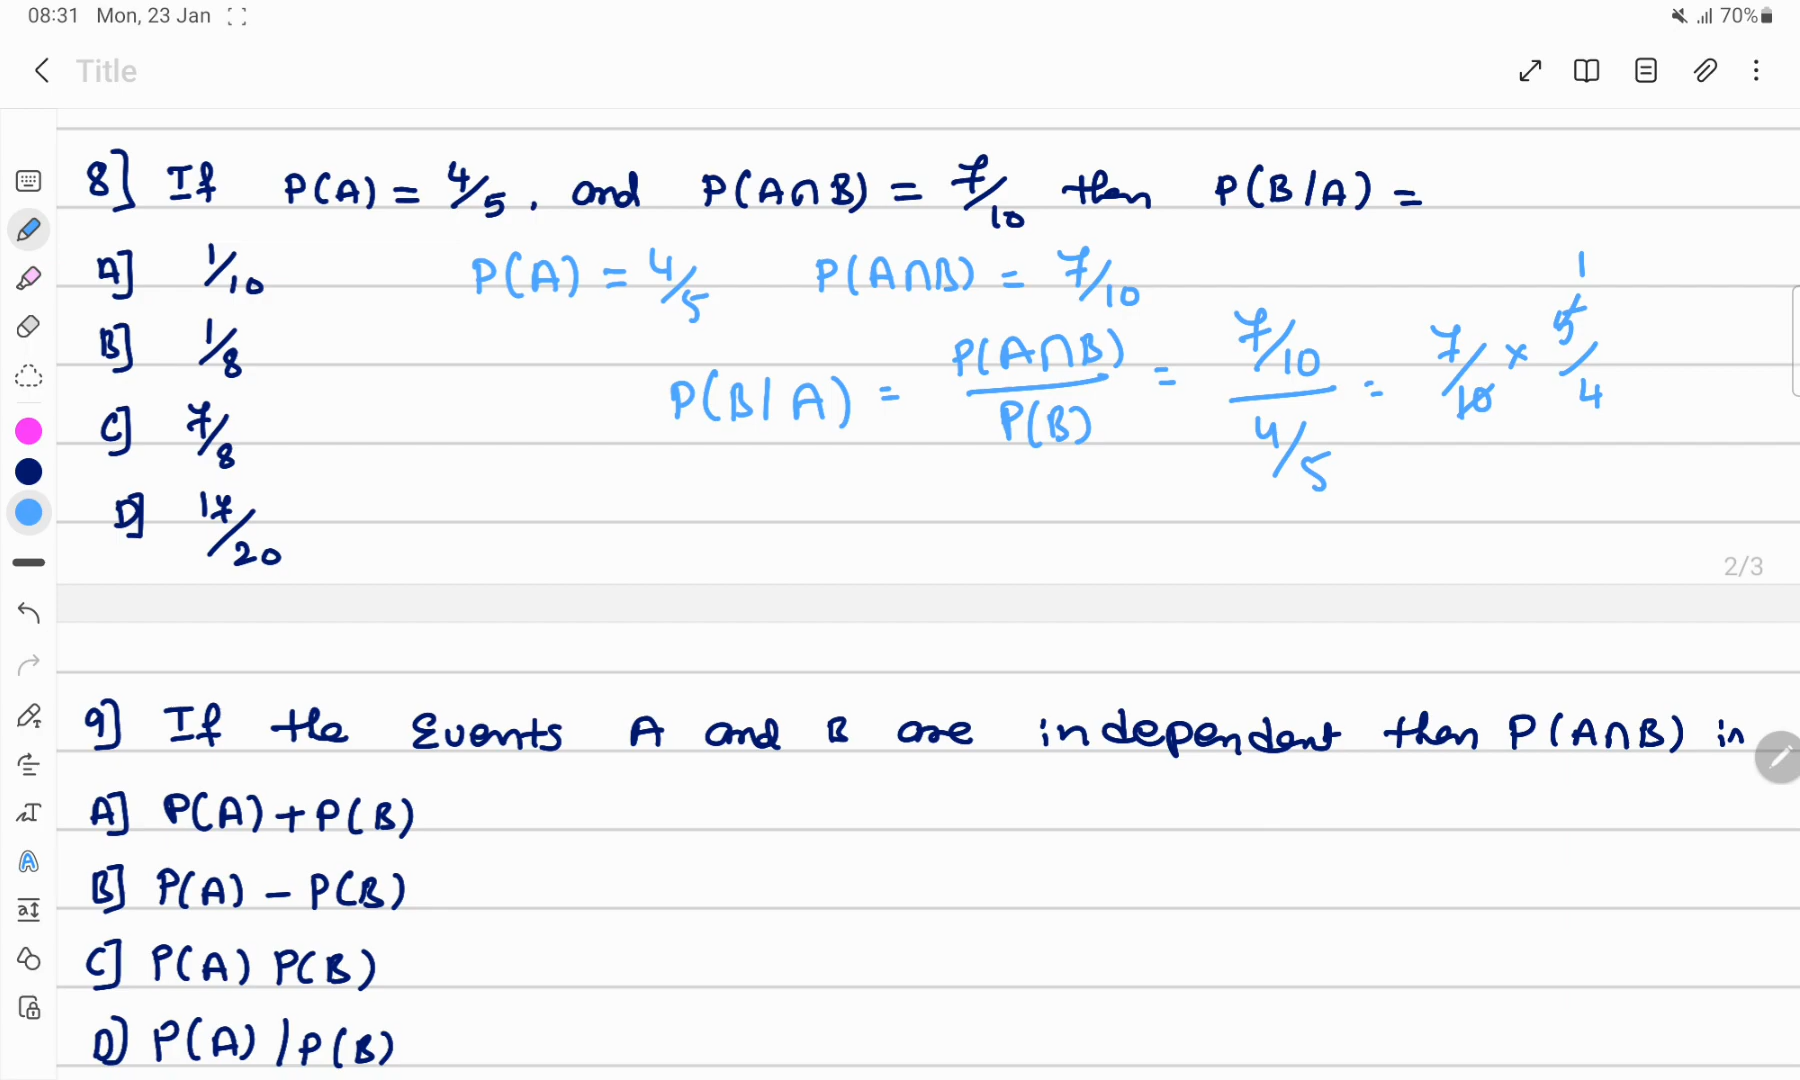 08:31 Mon, 23 Jan 70%
Title
8] If P(A) = 4/5, and P(A∩B) = 7/10 then P(B/A) =
A] 1/10 P(A) = 4/5 P(A∩B) = 7/10
B] 1/8
P(B/A) = P(A∩B)/P(B) = 7/10 / 4/5 = 7/10 × 5/4 1
C] 7/8
D] 17/20
2/3
9] If the Events A and B are independent then P(A∩B) is
A] P(A) + P(B)
B] P(A) - P(B)
C] P(A) P(B)
D] P(A) / P(B)